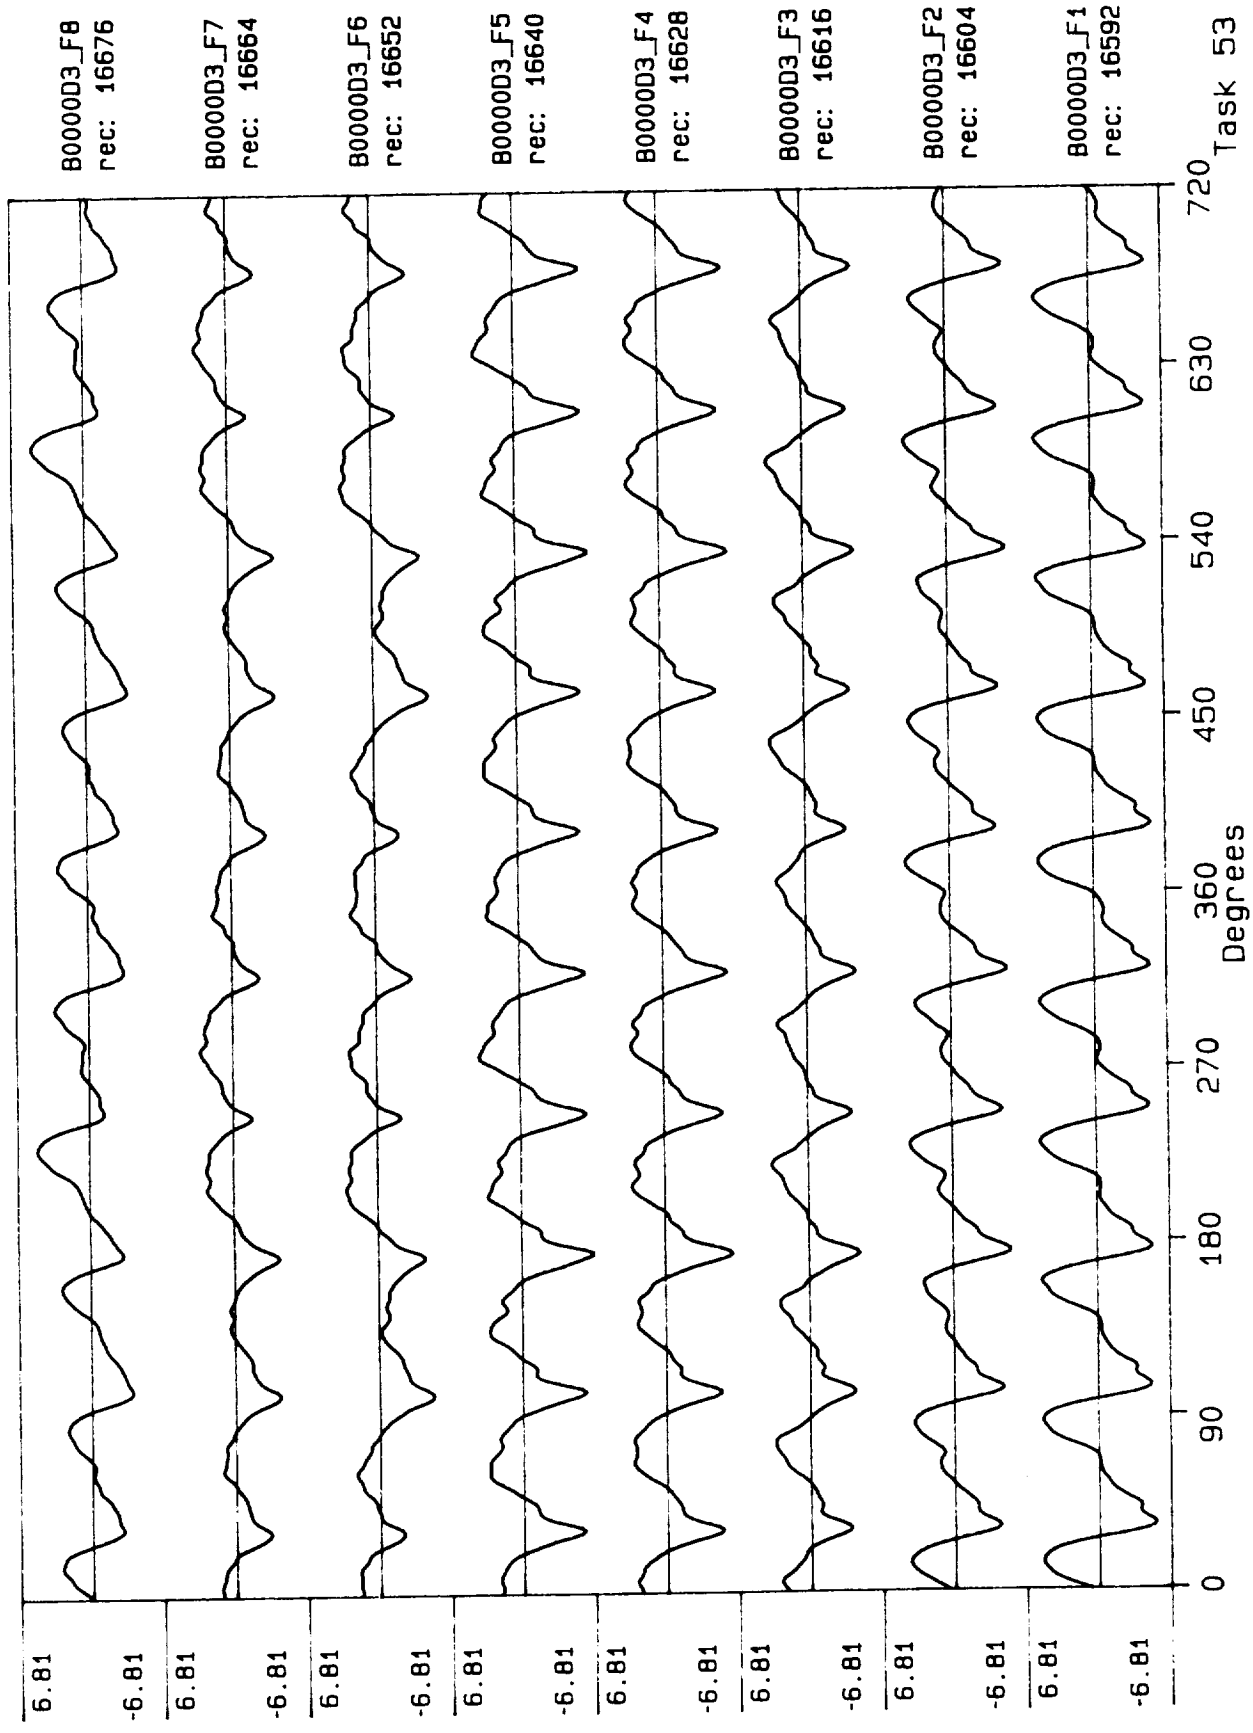 6.81
-6.81
B0000D3_F8
rec: 16676
6.81
-6.81
B0000D3_F7
rec: 16664
6.81
-6.81
B0000D3_F6
rec: 16652
6.81
-6.81
B0000D3_F5
rec: 16640
6.81
-6.81
B0000D3_F4
rec: 16628
6.81
-6.81
B0000D3_F3
rec: 16616
6.81
-6.81
B0000D3_F2
rec: 16604
6.81
-6.81
B0000D3_F1
rec: 16592
0 90 180 270 360 450 540 630 720
Degrees
Task 53